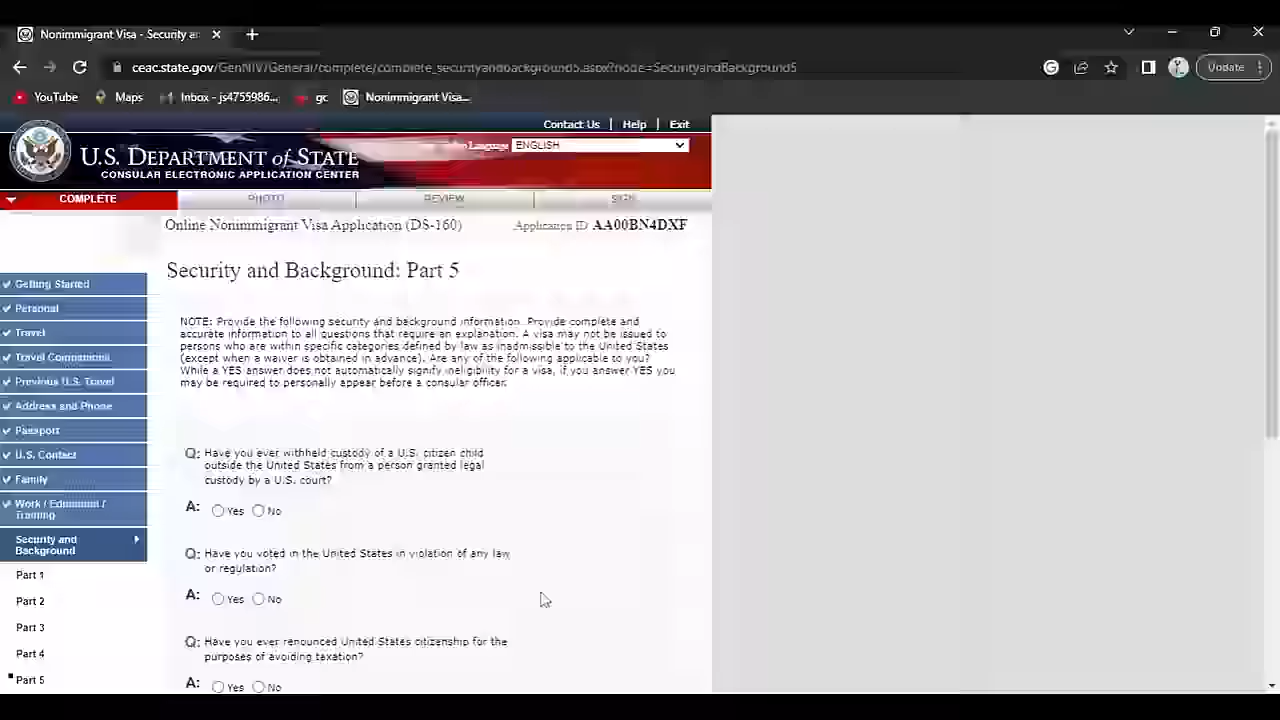 Nonimmigrant Visa - Security ar
ceac.state.gov/GenNIV/General/complete/complete_securityandbackground5.aspx?node=SecurityandBackground5
Update
YouTube
Maps
Inbox - js4755986...
gc
Nonimmigrant Visa...
Contact Us | Help | Exit
U.S. DEPARTMENT of STATE
CONSULAR ELECTRONIC APPLICATION CENTER
Language ENGLISH
COMPLETE
PHOTO
REVIEW
SIGN
Online Nonimmigrant Visa Application (DS-160)
Application ID AA00BN4DXF
Security and Background: Part 5
Getting Started
Personal
Travel
Travel Companions
Previous U.S. Travel
Address and Phone
Passport
U.S. Contact
Family
Work / Education /
Training
Security and
Background
Part 1
Part 2
Part 3
Part 4
Part 5
NOTE: Provide the following security and background information. Provide complete and
accurate information to all questions that require an explanation. A visa may not be issued to
persons who are within specific categories defined by law as inadmissible to the United States
(except when a waiver is obtained in advance). Are any of the following applicable to you?
While a YES answer does not automatically signify ineligibility for a visa, if you answer YES you
may be required to personally appear before a consular officer.
Q: Have you ever withheld custody of a U.S. citizen child
outside the United States from a person granted legal
custody by a U.S. court?
A: Yes No
Q: Have you voted in the United States in violation of any law
or regulation?
A: Yes No
Q: Have you ever renounced United States citizenship for the
purposes of avoiding taxation?
A: Yes No